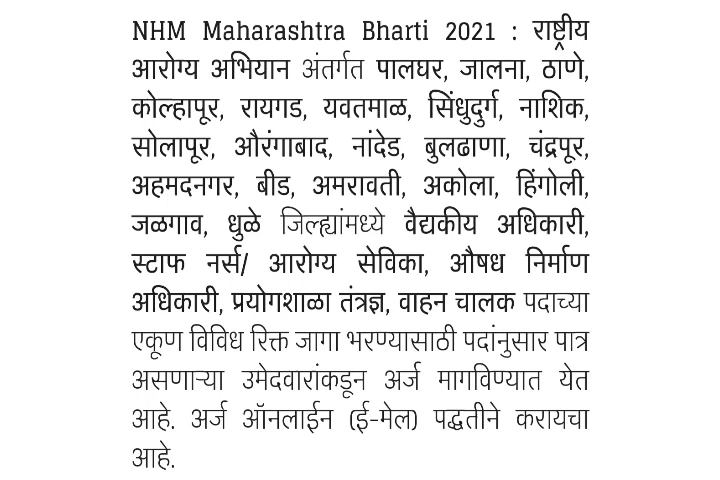 NHM Maharashtra Bharti 2021 : राष्ट्रीय
आरोग्य अभियान अंतर्गत पालघर, जालना, ठाणे,
कोल्हापूर, रायगड, यवतमाळ, सिंधुदुर्ग, नाशिक,
सोलापूर, औरंगाबाद, नांदेड, बुलढाणा, चंद्रपूर,
अहमदनगर, बीड, अमरावती, अकोला, हिंगोली,
जळगाव, धुळे जिल्ह्यांमध्ये वैद्यकीय अधिकारी,
स्टाफ नर्स/ आरोग्य सेविका, औषध निर्माण
अधिकारी, प्रयोगशाळा तंत्रज्ञ, वाहन चालक पदाच्या
एकूण विविध रिक्त जागा भरण्यासाठी पदांनुसार पात्र
असणाऱ्या उमेदवारांकडून अर्ज मागविण्यात येत
आहे. अर्ज ऑनलाईन (ई-मेल) पद्धतीने करायचा
आहे.